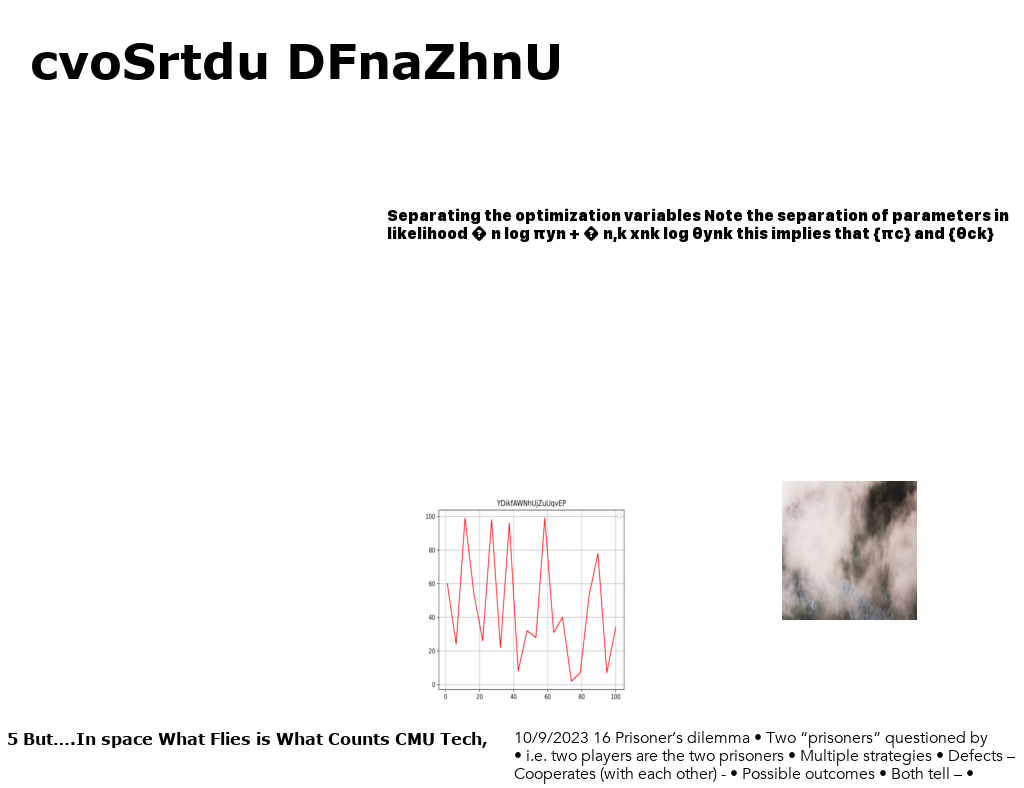 cvoSrtdu DFnaZhnU
Separating the optimization variables Note the separation of parameters in
likelihood � n log πyn + � n,k xnk log θynk this implies that {πc} and {θck}
YDikfAWNhUjZuUqvEP
100
80
60
40
20
0
0 20 40 60 80 100
5 But….In space What Flies is What Counts CMU Tech,
10/9/2023 16 Prisoner’s dilemma • Two “prisoners” questioned by
• i.e. two players are the two prisoners • Multiple strategies • Defects –
Cooperates (with each other) - • Possible outcomes • Both tell – •